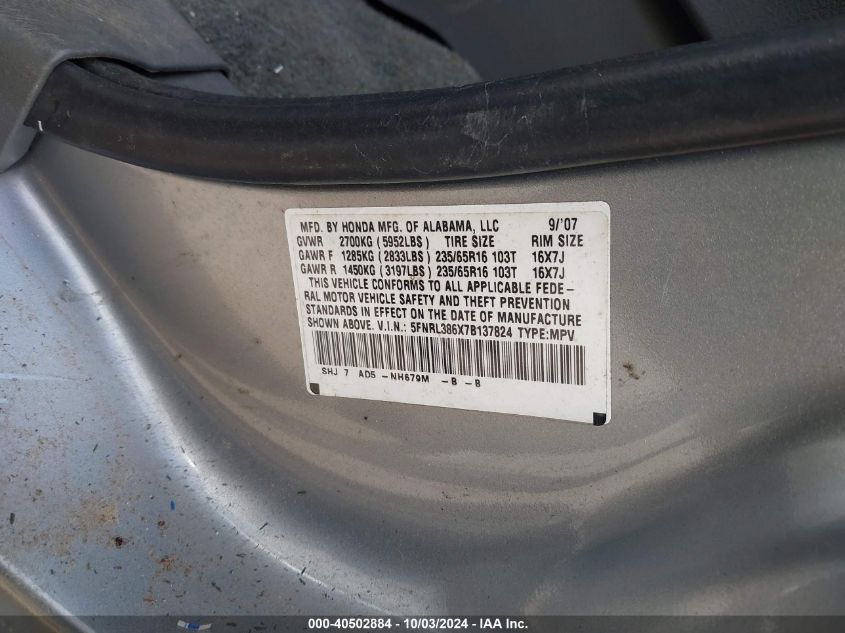 MFD. BY HONDA MFG. OF ALABAMA, LLC 9/'07
GVWR 2700KG (5952LBS) TIRE SIZE RIM SIZE
GAWR F 1285KG (2833LBS) 235/65R16 103T 16X7J
GAWR R 1450KG (3197LBS) 235/65R16 103T 16X7J
THIS VEHICLE CONFORMS TO ALL APPLICABLE FEDE-
RAL MOTOR VEHICLE SAFETY AND THEFT PREVENTION
STANDARDS IN EFFECT ON THE DATE OF MANUFACTURE
SHOWN ABOVE. V.I.N.: 5FNRL386X7B137824 TYPE:MPV
SHJ 7 AD5 -NH679M -B -B
000-40502884 - 10/03/2024 - IAA Inc.